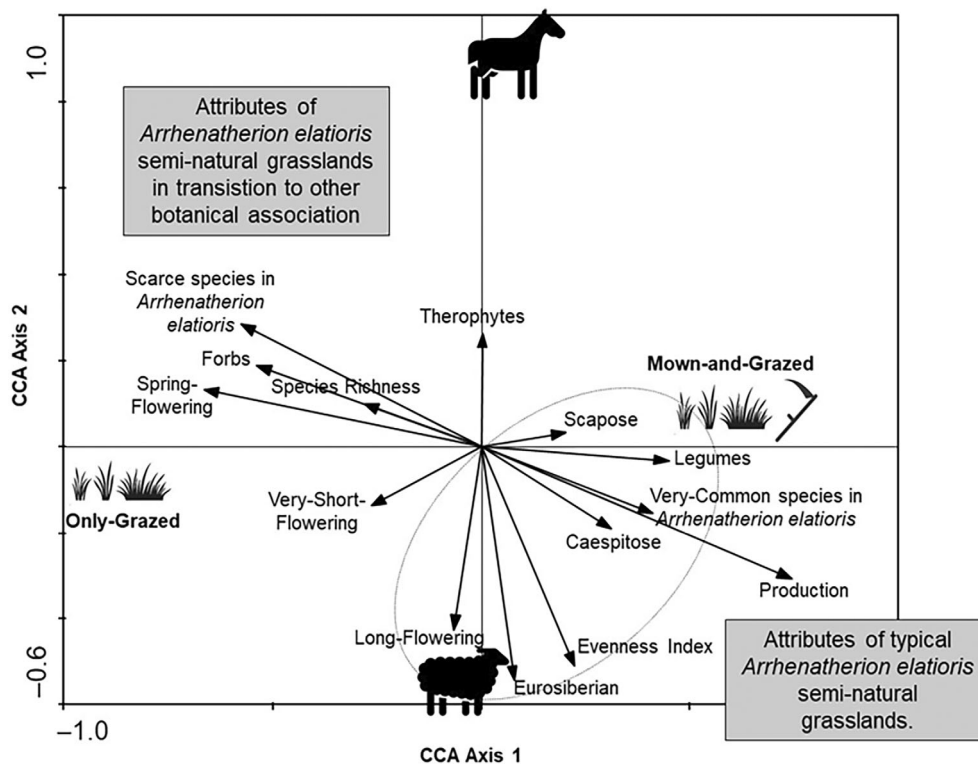 1.0
CCA Axis 2
–0.6
–1.0
CCA Axis 1
Attributes of
Arrhenatherion elatioris
semi-natural grasslands
in transistion to other
botanical association
Scarce species in
Arrhenatherion
elatioris
Forbs
Species Richness
Spring-
Flowering
Therophytes
Mown-and-Grazed
Scapose
Legumes
Very-Common species in
Arrhenatherion elatioris
Caespitose
Production
Only-Grazed
Very-Short-
Flowering
Long-Flowering
Evenness Index
Eurosiberian
Attributes of typical
Arrhenatherion elatioris
semi-natural
grasslands.